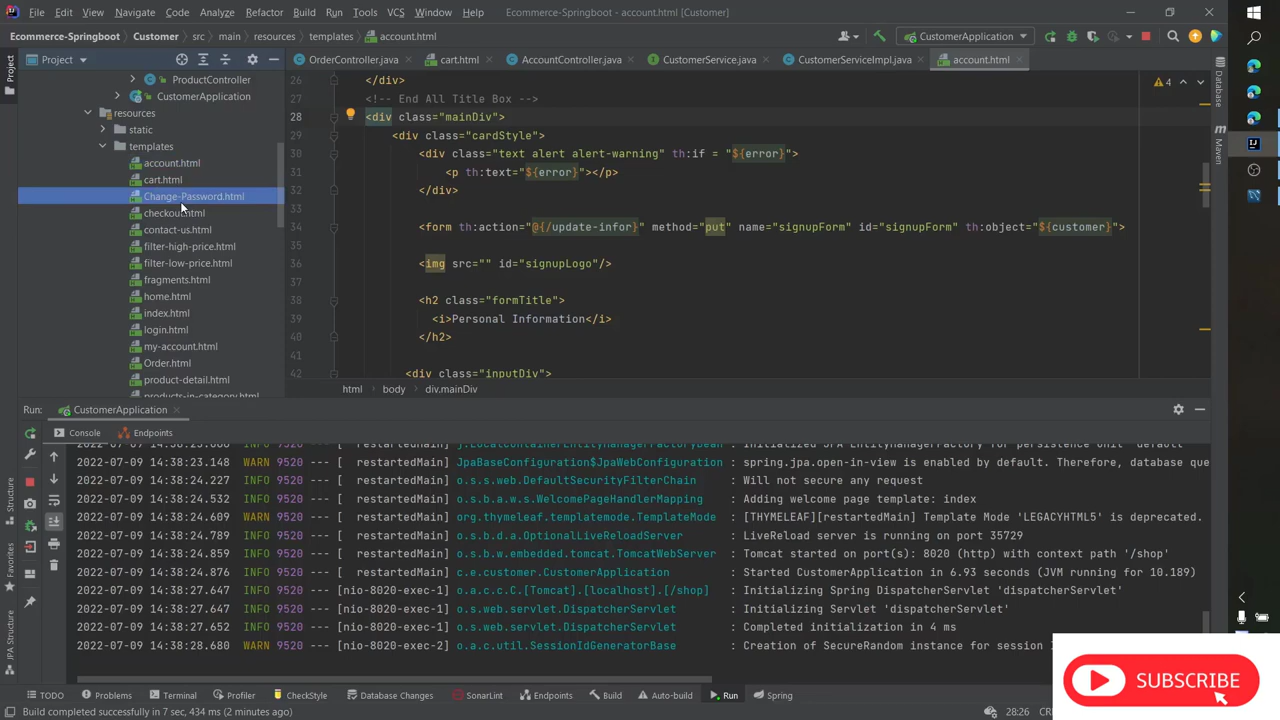 File Edit View Navigate Code Analyze Refactor Build Run Tools VCS Window Help Ecommerce-Springboot - account.html [Customer]
Ecommerce-Springboot Customer src main resources templates account.html CustomerApplication
Project OrderController.java cart.html AccountController.java CustomerService.java CustomerServiceImpl.java account.html
ProductController
CustomerApplication
resources
static
templates
account.html
cart.html
Change-Password.html
checkout.html
contact-us.html
filter-high-price.html
filter-low-price.html
fragments.html
home.html
index.html
login.html
my-account.html
Order.html
product-detail.html
products-in-category.html
26 </div>
27 <!-- End All Title Box -->
28 <div class="mainDiv">
29 <div class="cardStyle">
30 <div class="text alert alert-warning" th:if = "${error}">
31 <p th:text="${error}"></p>
32 </div>
33
34 <form th:action="@{/update-infor}" method="put" name="signupForm" id="signupForm" th:object="${customer}">
35
36 <img src="" id="signupLogo"/>
37
38 <h2 class="formTitle">
39 <i>Personal Information</i>
40 </h2>
41
42 <div class="inputDiv">
4
html body div.mainDiv
Project
Structure
Favorites
JPA Structure
Database
Maven
Run: CustomerApplication
Console Endpoints
2022-07-09 14:38:23.148 WARN 9520 --- [ restartedMain] JpaBaseConfiguration$JpaWebConfiguration : spring.jpa.open-in-view is enabled by default. Therefore, database que
2022-07-09 14:38:24.227 INFO 9520 --- [ restartedMain] o.s.s.web.DefaultSecurityFilterChain : Will not secure any request
2022-07-09 14:38:24.526 INFO 9520 --- [ restartedMain] o.s.b.a.w.s.WelcomePageHandlerMapping : Adding welcome page template: index
2022-07-09 14:38:24.609 WARN 9520 --- [ restartedMain] org.thymeleaf.templatemode.TemplateMode : [THYMELEAF][restartedMain] Template Mode 'LEGACYHTML5' is deprecated.
2022-07-09 14:38:24.789 INFO 9520 --- [ restartedMain] o.s.b.d.a.OptionalLiveReloadServer : LiveReload server is running on port 35729
2022-07-09 14:38:24.859 INFO 9520 --- [ restartedMain] o.s.b.w.embedded.tomcat.TomcatWebServer : Tomcat started on port(s): 8020 (http) with context path '/shop'
2022-07-09 14:38:24.876 INFO 9520 --- [ restartedMain] c.e.customer.CustomerApplication : Started CustomerApplication in 6.93 seconds (JVM running for 10.189)
2022-07-09 14:38:27.647 INFO 9520 --- [nio-8020-exec-1] o.a.c.c.C.[Tomcat].[localhost].[/shop] : Initializing Spring DispatcherServlet 'dispatcherServlet'
2022-07-09 14:38:27.647 INFO 9520 --- [nio-8020-exec-1] o.s.web.servlet.DispatcherServlet : Initializing Servlet 'dispatcherServlet'
2022-07-09 14:38:27.652 INFO 9520 --- [nio-8020-exec-1] o.s.web.servlet.DispatcherServlet : Completed initialization in 4 ms
2022-07-09 14:38:28.680 WARN 9520 --- [nio-8020-exec-2] o.a.c.util.SessionIdGeneratorBase : Creation of SecureRandom instance for session
SUBSCRIBE
TODO Problems Terminal Profiler CheckStyle Database Changes SonarLint Endpoints Build Auto-build Run Spring
Build completed successfully in 7 sec, 434 ms (2 minutes ago) 28:26